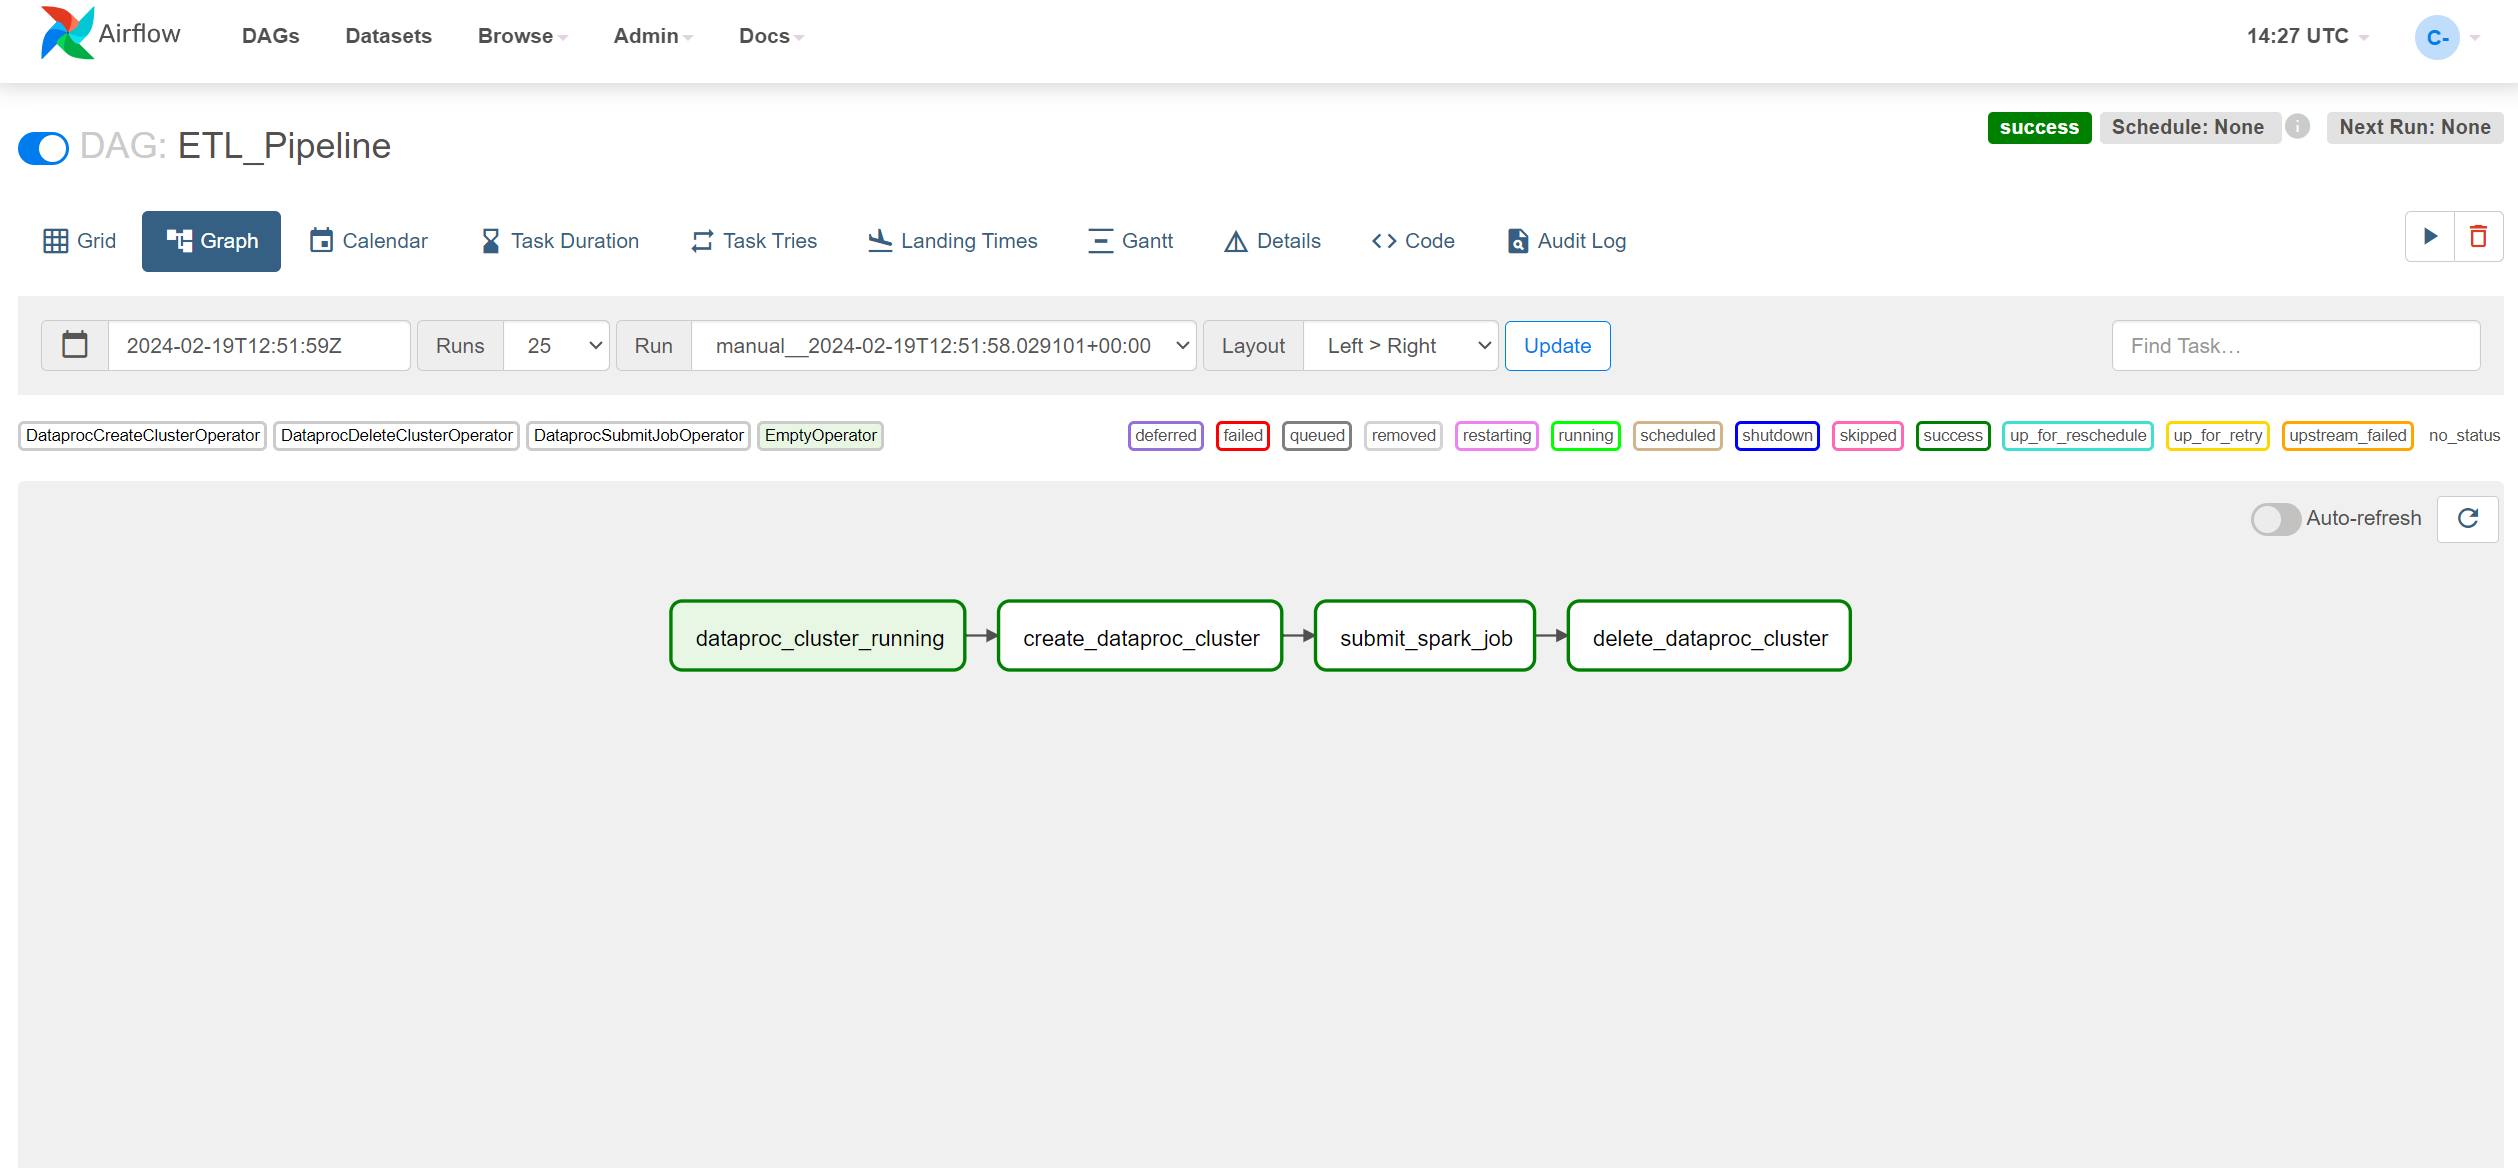 Airflow DAGs Datasets Browse Admin Docs 14:27 UTC C-
DAG: ETL_Pipeline success Schedule: None i Next Run: None
Grid Graph Calendar Task Duration Task Tries Landing Times Gantt Details Code Audit Log
2024-02-19T12:51:59Z Runs 25 Run manual__2024-02-19T12:51:58.029101+00:00 Layout Left > Right Update Find Task...
DataprocCreateClusterOperator DataprocDeleteClusterOperator DataprocSubmitJobOperator EmptyOperator deferred failed queued removed restarting running scheduled shutdown skipped success up_for_reschedule up_for_retry upstream_failed no_status
Auto-refresh
dataproc_cluster_running create_dataproc_cluster submit_spark_job delete_dataproc_cluster